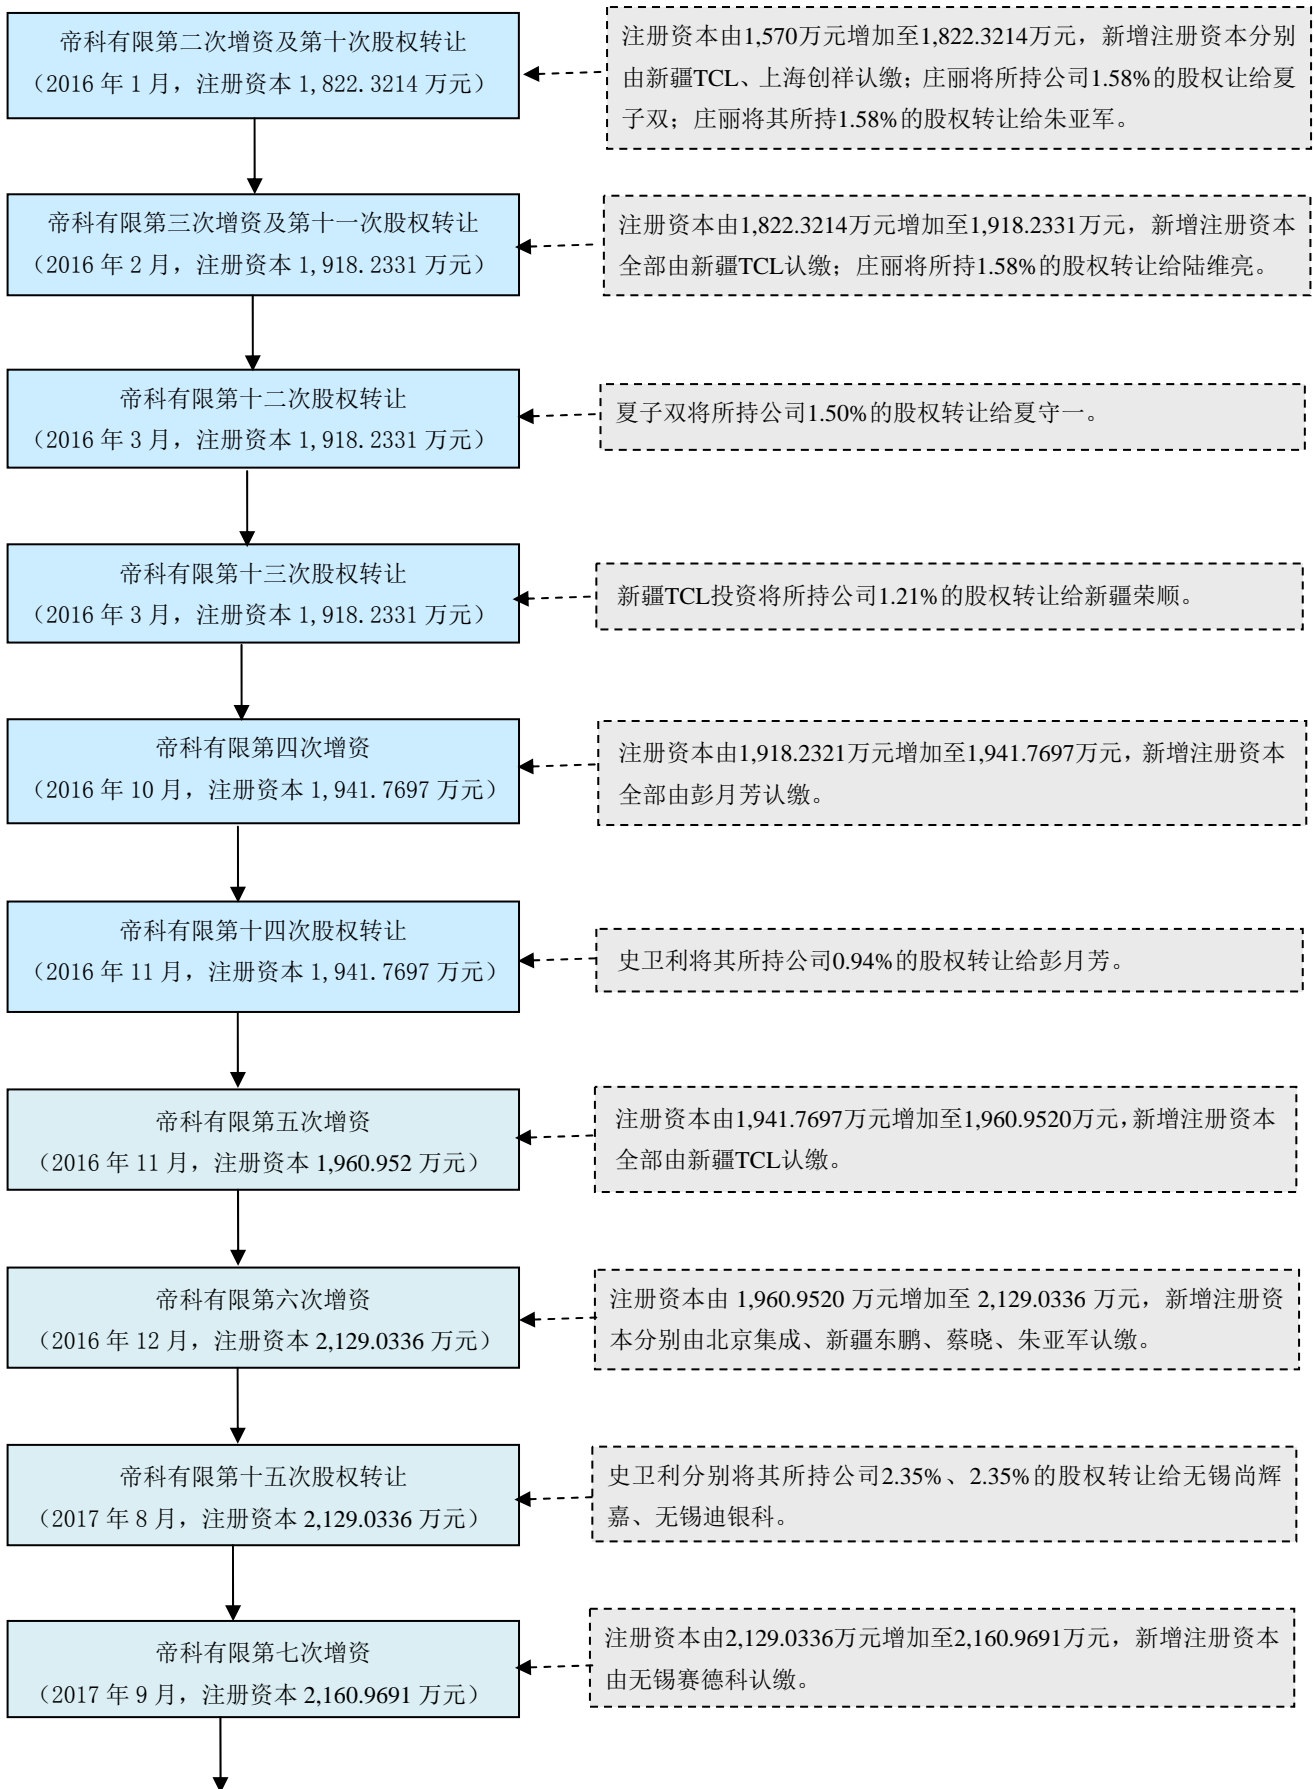 帝科有限第二次增资及第十次股权转让
（2016 年 1 月，注册资本 1,822.3214 万元）
注册资本由1,570万元增加至1,822.3214万元，新增注册资本分别
由新疆TCL、上海创祥认缴；庄丽将所持公司1.58%的股权让给夏
子双；庄丽将其所持1.58%的股权转让给朱亚军。
帝科有限第三次增资及第十一次股权转让
（2016 年 2 月，注册资本 1,918.2331 万元）
注册资本由1,822.3214万元增加至1,918.2331万元，新增注册资本
全部由新疆TCL认缴；庄丽将所持1.58%的股权转让给陆维亮。
帝科有限第十二次股权转让
（2016 年 3 月，注册资本 1,918.2331 万元）
夏子双将所持公司1.50%的股权转让给夏守一。
帝科有限第十三次股权转让
（2016 年 3 月，注册资本 1,918.2331 万元）
新疆TCL投资将所持公司1.21%的股权转让给新疆荣顺。
帝科有限第四次增资
（2016 年 10 月，注册资本 1,941.7697 万元）
注册资本由1,918.2321万元增加至1,941.7697万元，新增注册资本
全部由彭月芳认缴。
帝科有限第十四次股权转让
（2016 年 11 月，注册资本 1,941.7697 万元）
史卫利将其所持公司0.94%的股权转让给彭月芳。
帝科有限第五次增资
（2016 年 11 月，注册资本 1,960.952 万元）
注册资本由1,941.7697万元增加至1,960.9520万元，新增注册资本
全部由新疆TCL认缴。
帝科有限第六次增资
（2016 年 12 月，注册资本 2,129.0336 万元）
注册资本由 1,960.9520 万元增加至 2,129.0336 万元，新增注册资
本分别由北京集成、新疆东鹏、蔡晓、朱亚军认缴。
帝科有限第十五次股权转让
（2017 年 8 月，注册资本 2,129.0336 万元）
史卫利分别将其所持公司2.35%、2.35%的股权转让给无锡尚辉
嘉、无锡迪银科。
帝科有限第七次增资
（2017 年 9 月，注册资本 2,160.9691 万元）
注册资本由2,129.0336万元增加至2,160.9691万元，新增注册资本
由无锡赛德科认缴。